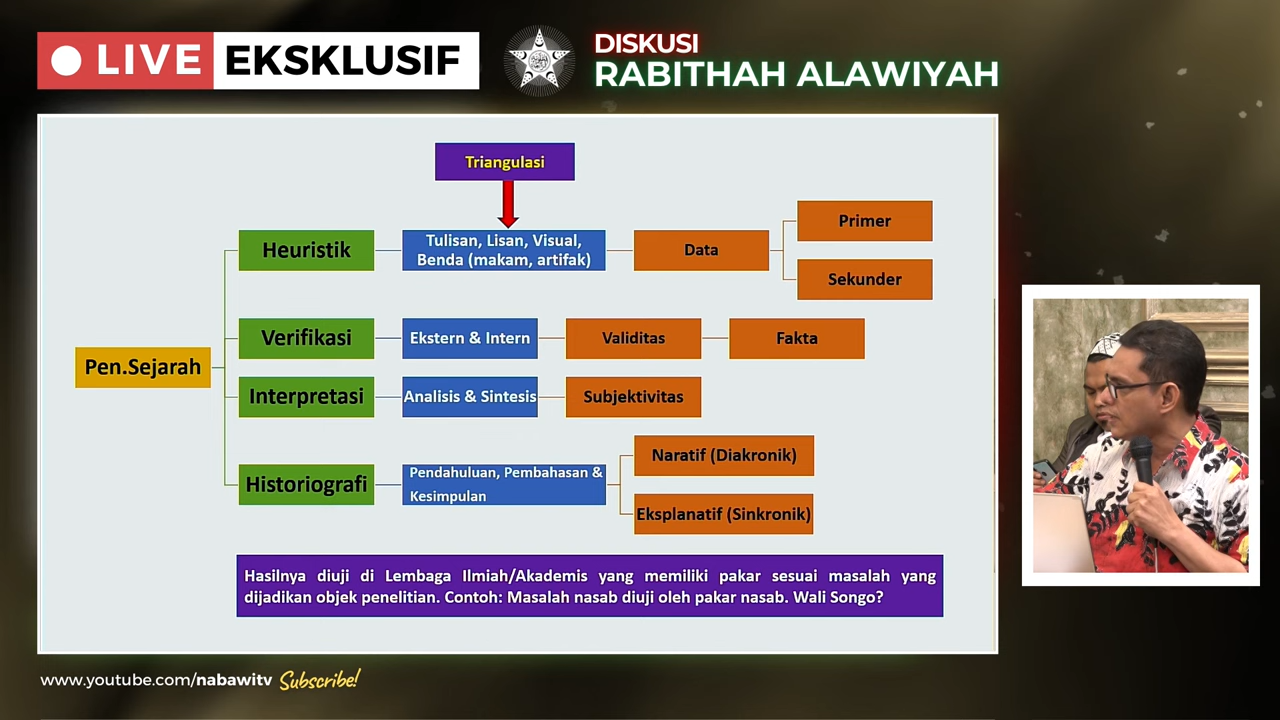 LIVE EKSKLUSIF
DISKUSI
RABITHAH ALAWIYAH
Triangulasi
Heuristik
Tulisan, Lisan, Visual,
Benda (makam, artifak)
Data
Primer
Sekunder
Verifikasi
Ekstern & Intern
Validitas
Fakta
Pen.Sejarah
Interpretasi
Analisis & Sintesis
Subjektivitas
Historiografi
Pendahuluan, Pembahasan &
Kesimpulan
Naratif (Diakronik)
Eksplanatif (Sinkronik)
Hasilnya diuji di Lembaga Ilmiah/Akademis yang memiliki pakar sesuai masalah yang
dijadikan objek penelitian. Contoh: Masalah nasab diuji oleh pakar nasab. Wali Songo?
www.youtube.com/nabawitv Subscribe!